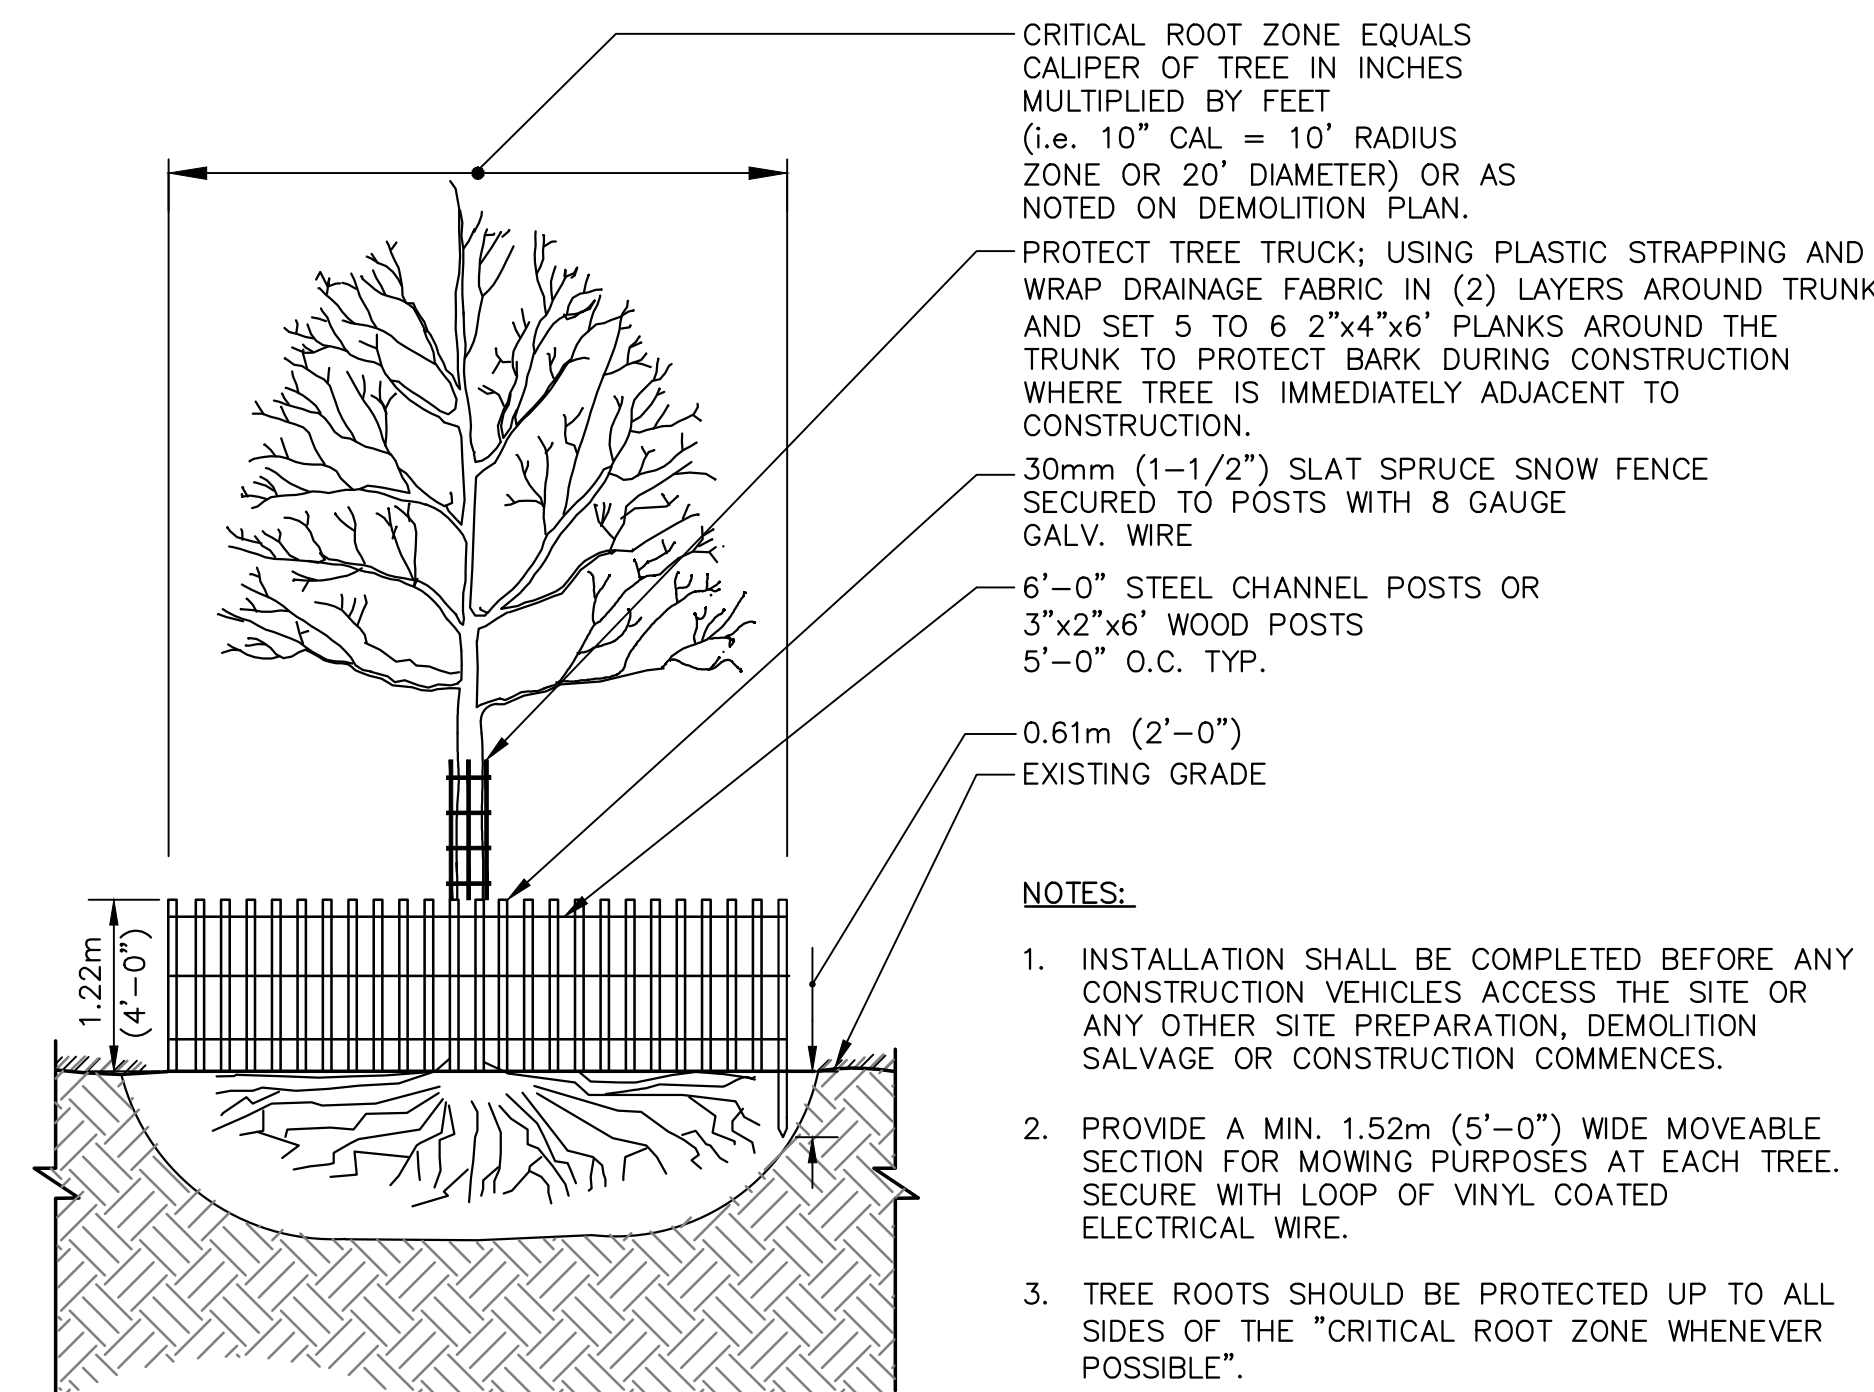 CRITICAL ROOT ZONE EQUALS
CALIPER OF TREE IN INCHES
MULTIPLIED BY FEET
(i.e. 10” CAL = 10’ RADIUS
ZONE OR 20’ DIAMETER) OR AS
NOTED ON DEMOLITION PLAN.
PROTECT TREE TRUCK; USING PLASTIC STRAPPING AND
WRAP DRAINAGE FABRIC IN (2) LAYERS AROUND TRUNK
AND SET 5 TO 6 2”x4”x6’ PLANKS AROUND THE
TRUNK TO PROTECT BARK DURING CONSTRUCTION
WHERE TREE IS IMMEDIATELY ADJACENT TO
CONSTRUCTION.
30mm (1–1/2”) SLAT SPRUCE SNOW FENCE
SECURED TO POSTS WITH 8 GAUGE
GALV. WIRE
6’–0” STEEL CHANNEL POSTS OR
3”x2”x6’ WOOD POSTS
5’–0” O.C. TYP.
0.61m (2’–0”)
EXISTING GRADE
1.22m
(4’–0”)
NOTES:
1. INSTALLATION SHALL BE COMPLETED BEFORE ANY
CONSTRUCTION VEHICLES ACCESS THE SITE OR
ANY OTHER SITE PREPARATION, DEMOLITION
SALVAGE OR CONSTRUCTION COMMENCES.
2. PROVIDE A MIN. 1.52m (5’–0”) WIDE MOVEABLE
SECTION FOR MOWING PURPOSES AT EACH TREE.
SECURE WITH LOOP OF VINYL COATED
ELECTRICAL WIRE.
3. TREE ROOTS SHOULD BE PROTECTED UP TO ALL
SIDES OF THE ”CRITICAL ROOT ZONE WHENEVER
POSSIBLE”.